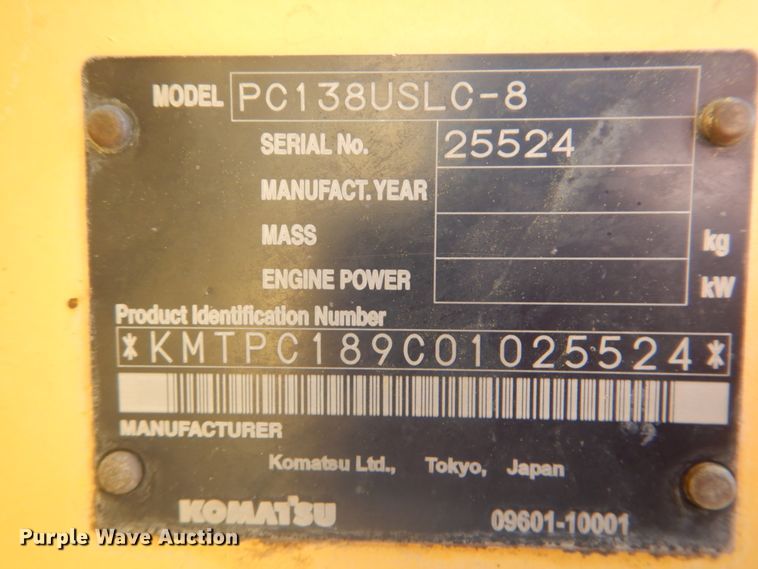 MODEL PC138USLC-8
SERIAL No. 25524
MANUFACT. YEAR
MASS kg
ENGINE POWER kW
Product Identification Number
*KMTPC189C01025524*
MANUFACTURER
Komatsu Ltd., Tokyo, Japan
KOMATSU 09601-10001
Purple Wave Auction